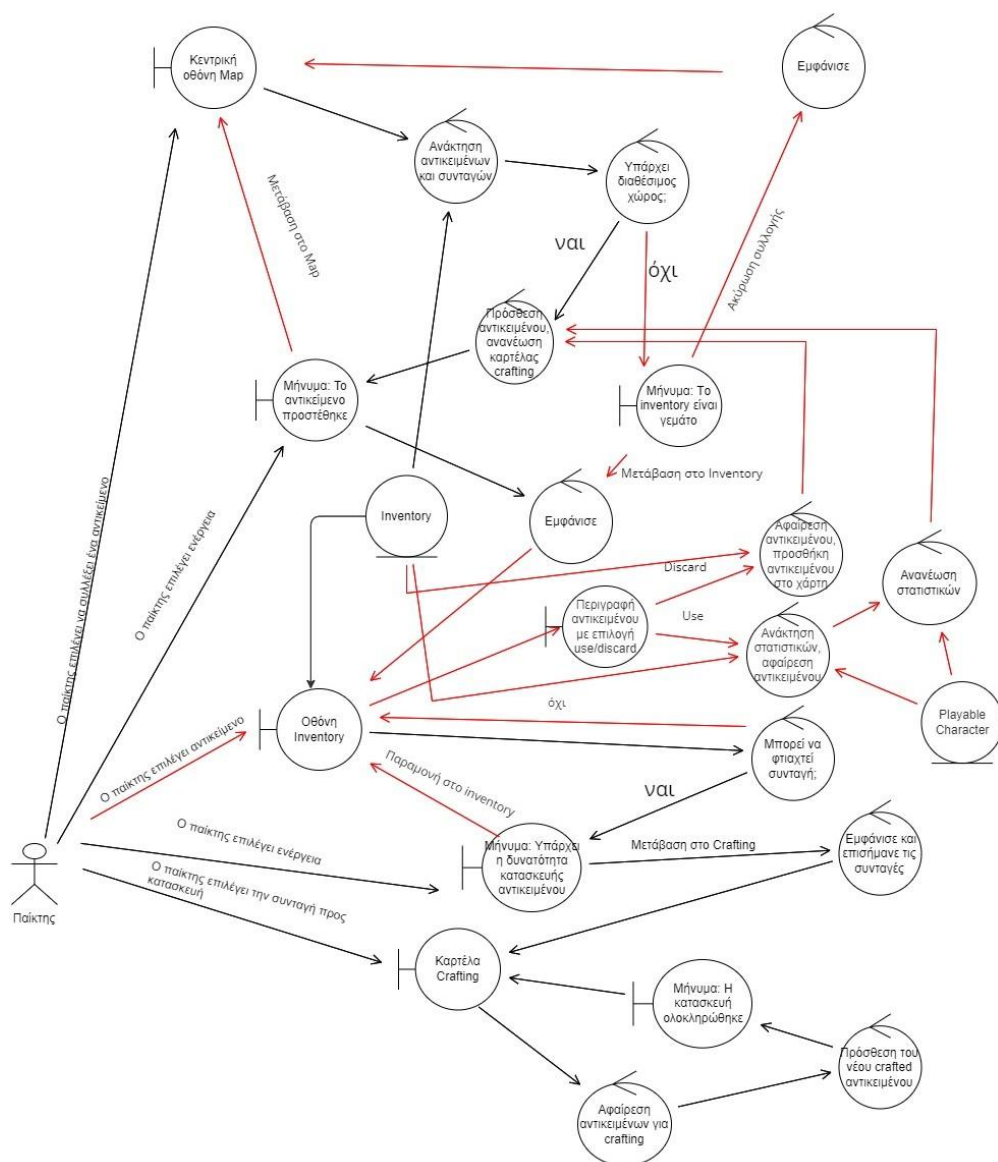 Κεντρική
οθόνη Map
Εμφάνισε
Ανάκτηση
αντικειμένων
και συνταγών
Υπάρχει
διαθέσιμος
χώρος;
Μετάβαση στο Map
ναι
όχι
Ακύρωση συλλογής
Πρόσθεση
αντικειμένου,
ανανέωση
καρτέλας
crafting
Μήνυμα: Το
αντικείμενο
προστέθηκε
Μήνυμα: Το
inventory είναι
γεμάτο
Μετάβαση στο Inventory
Inventory
Εμφάνισε
Αφαίρεση
αντικειμένου,
προσθήκη
αντικειμένου
στο χάρτη
Ανανέωση
στατιστικών
Discard
Περιγραφή
αντικειμένου
με επιλογή
use/discard
Use
Ανάκτηση
στατιστικών,
αφαίρεση
αντικειμένου
Ο παίκτης επιλέγει να συλλέξει ένα αντικείμενο
Ο παίκτης επιλέγει ενέργεια
Ο παίκτης επιλέγει αντικείμενο
Οθόνη
Inventory
όχι
Μπορεί να
φτιαχτεί
συνταγή;
Playable
Character
Παραμονή στο inventory
ναι
Ο παίκτης επιλέγει ενέργεια
Μήνυμα: Υπάρχει
η δυνατότητα
κατασκευής
αντικειμένου
Μετάβαση στο Crafting
Εμφάνισε και
επισήμανε τις
συνταγές
Ο παίκτης επιλέγει την συνταγή προς
κατασκευή
Παίκτης
Καρτέλα
Crafting
Μήνυμα: Η
κατασκευή
ολοκληρώθηκε
Πρόσθεση του
νέου crafted
αντικειμένου
Αφαίρεση
αντικειμένων για
crafting